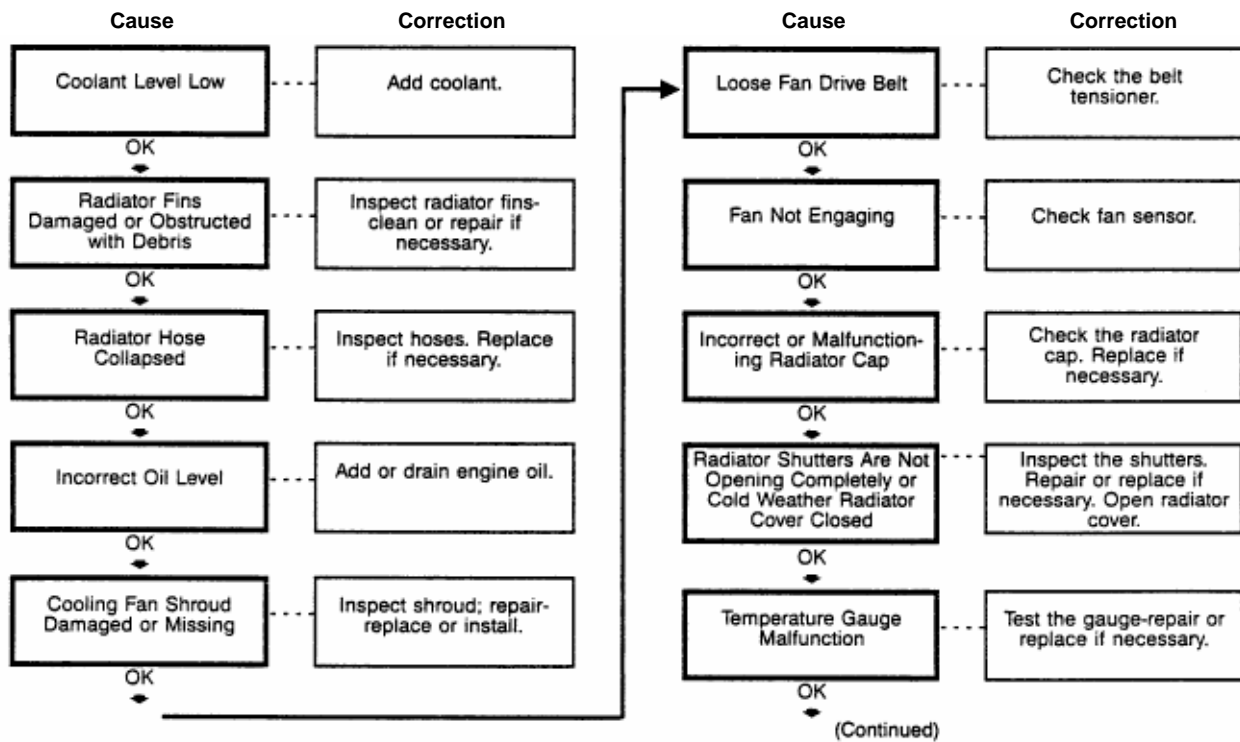 Cause
Correction
Coolant Level Low
Add coolant.
OK
Radiator Fins
Damaged or Obstructed
with Debris
Inspect radiator fins-
clean or repair if
necessary.
OK
Radiator Hose
Collapsed
Inspect hoses. Replace
if necessary.
OK
Incorrect Oil Level
Add or drain engine oil.
OK
Cooling Fan Shroud
Damaged or Missing
Inspect shroud; repair-
replace or install.
OK
Cause
Correction
Loose Fan Drive Belt
Check the belt
tensioner.
OK
Fan Not Engaging
Check fan sensor.
OK
Incorrect or Malfunction-
ing Radiator Cap
Check the radiator
cap. Replace if
necessary.
OK
Radiator Shutters Are Not
Opening Completely or
Cold Weather Radiator
Cover Closed
Inspect the shutters.
Repair or replace if
necessary. Open radiator
cover.
OK
Temperature Gauge
Malfunction
Test the gauge-repair or
replace if necessary.
OK
(Continued)